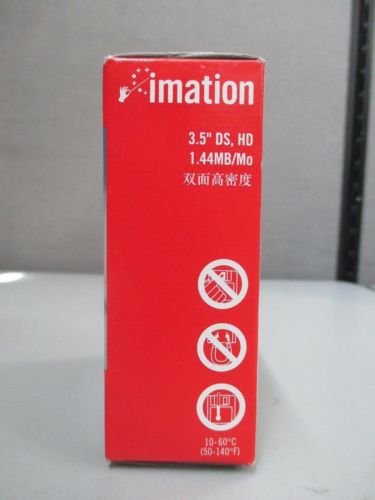 imation
3.5" DS, HD
1.44MB/Mo
双面高密度
10-60°C
(50-140°F)